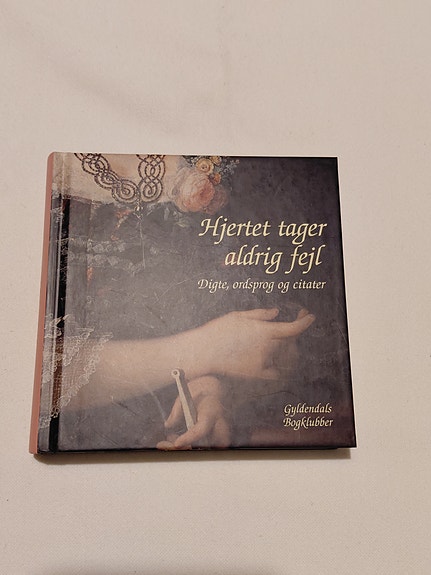 Hjertet tager
aldrig fejl
Digte, ordsprog og citater
Gyldendals
Bogklubber